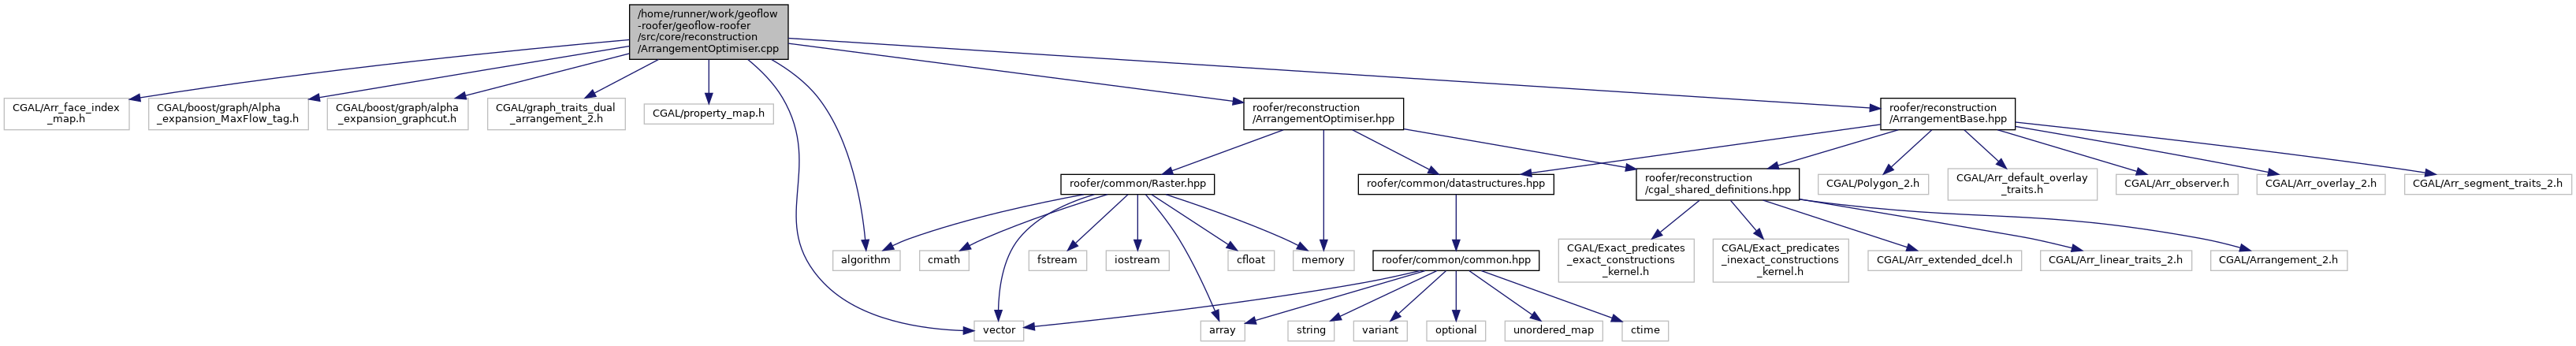 /home/runner/work/geoflow
-roofer/geoflow-roofer
/src/core/reconstruction
/ArrangementOptimiser.cpp
CGAL/Arr_face_index
_map.h
CGAL/boost/graph/Alpha
_expansion_MaxFlow_tag.h
CGAL/boost/graph/alpha
_expansion_graphcut.h
CGAL/graph_traits_dual
_arrangement_2.h
CGAL/property_map.h
roofer/reconstruction
/ArrangementOptimiser.hpp
roofer/reconstruction
/ArrangementBase.hpp
roofer/common/Raster.hpp
roofer/common/datastructures.hpp
roofer/reconstruction
/cgal_shared_definitions.hpp
CGAL/Polygon_2.h
CGAL/Arr_default_overlay
_traits.h
CGAL/Arr_observer.h
CGAL/Arr_overlay_2.h
CGAL/Arr_segment_traits_2.h
algorithm
cmath
fstream
iostream
cfloat
memory
roofer/common/common.hpp
CGAL/Exact_predicates
_exact_constructions
_kernel.h
CGAL/Exact_predicates
_inexact_constructions
_kernel.h
CGAL/Arr_extended_dcel.h
CGAL/Arr_linear_traits_2.h
CGAL/Arrangement_2.h
vector
array
string
variant
optional
unordered_map
ctime